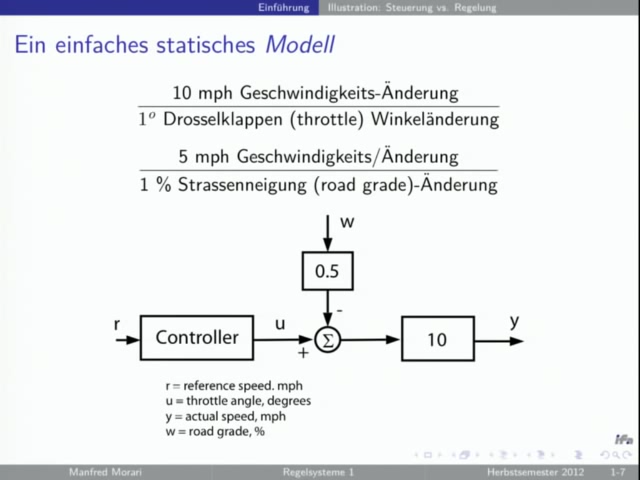 Einführung Illustration: Steuerung vs. Regelung
Ein einfaches statisches Modell
10 mph Geschwindigkeits-Änderung
1° Drosselklappen (throttle) Winkeländerung
5 mph Geschwindigkeits/Änderung
1 % Strassenneigung (road grade)-Änderung
w
0.5
-
r
Controller
u
+
Σ
10
y
r = reference speed. mph
u = throttle angle, degrees
y = actual speed, mph
w = road grade, %
Manfred Morari Regelsysteme 1 Herbstsemester 2012 1-7